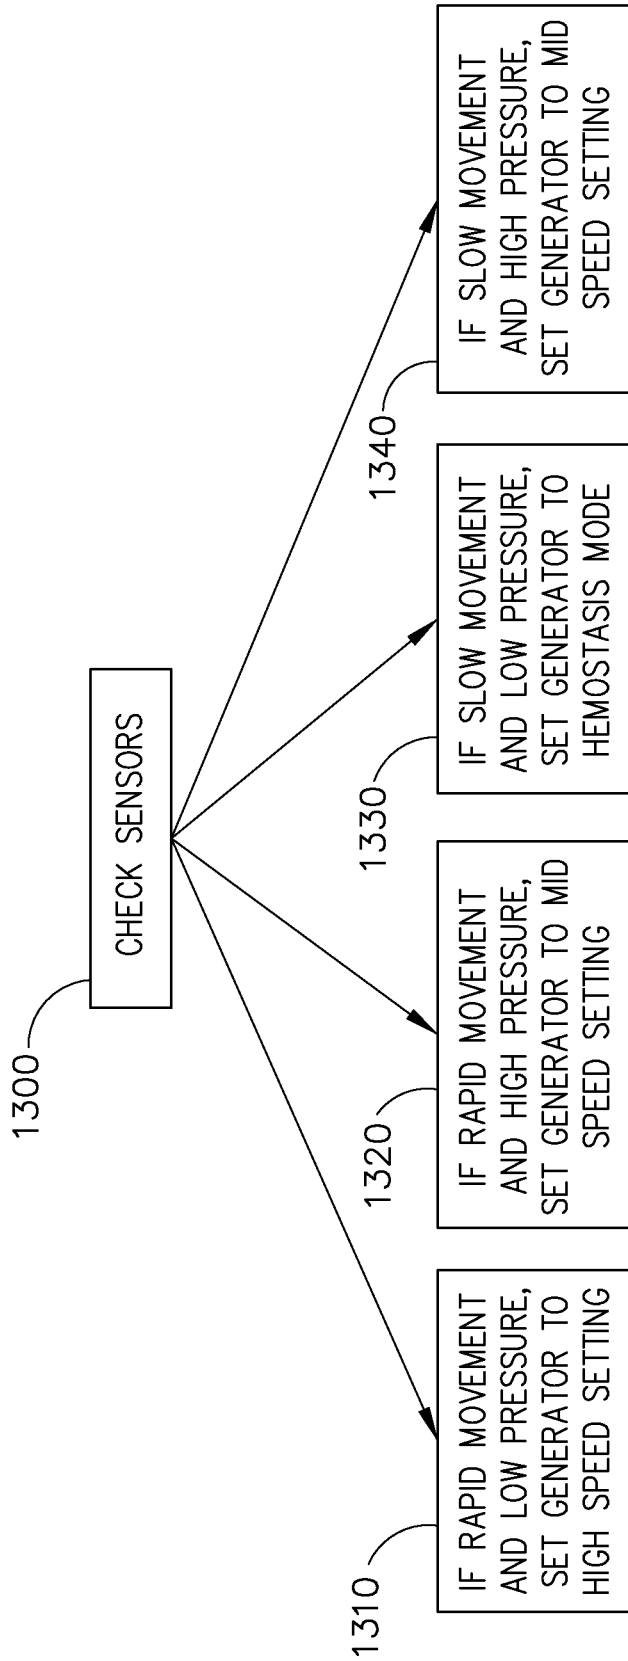 1300
CHECK SENSORS
1310
IF RAPID MOVEMENT
AND LOW PRESSURE,
SET GENERATOR TO
HIGH SPEED SETTING
1320
IF RAPID MOVEMENT
AND HIGH PRESSURE,
SET GENERATOR TO MID
SPEED SETTING
1330
IF SLOW MOVEMENT
AND LOW PRESSURE,
SET GENERATOR TO
HEMOSTASIS MODE
1340
IF SLOW MOVEMENT
AND HIGH PRESSURE,
SET GENERATOR TO MID
SPEED SETTING